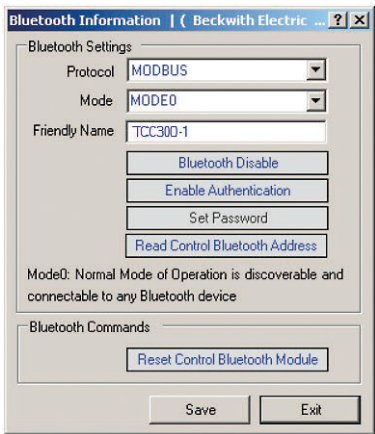 Bluetooth Information | ( Beckwith Electric ...
Bluetooth Settings
Protocol MODBUS
Mode MODE0
Friendly Name TCC300-1
Bluetooth Disable
Enable Authentication
Set Password
Read Control Bluetooth Address
Mode0: Normal Mode of Operation is discoverable and
connectable to any Bluetooth device
Bluetooth Commands
Reset Control Bluetooth Module
Save Exit